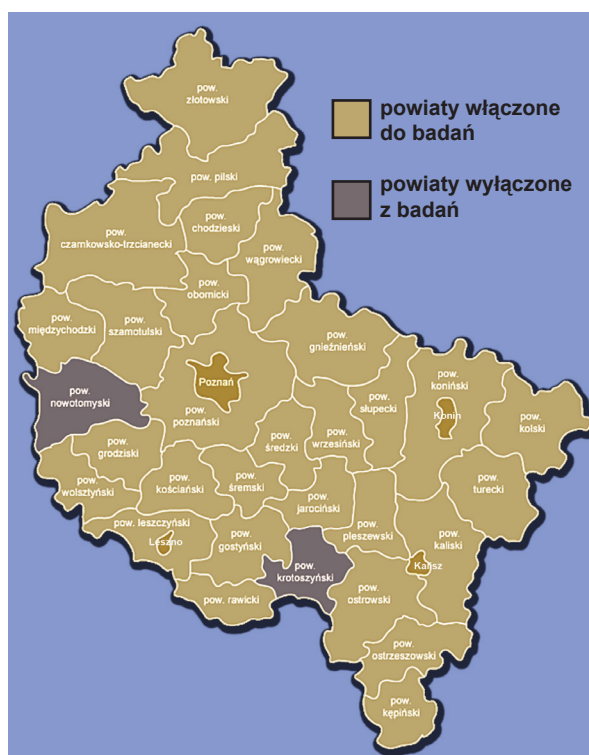 pow.
złotowski
powiaty włączone
do badań
pow. pilski
powiaty wyłączone
z badań
pow.
chodzieski
pow.
czarnkowsko-trzcianecki
pow.
wągrowiecki
pow.
obornicki
pow.
międzychodzki
pow.
szamotulski
pow.
gnieźnieński
Poznań
pow.
koniński
pow.
nowotomyski
pow.
słupecki
Konin
pow.
kolski
pow.
poznański
pow.
grodziski
pow.
średzki
pow.
wrzesiński
pow.
wolsztyński
pow.
kościański
pow.
śremski
pow.
turecki
pow.
jarociński
pow. leszczyński
Leszno
pow.
gostyński
pow.
pleszewski
pow.
kaliski
pow.
krotoszyński
Kalisz
pow. rawicki
pow.
ostrowski
pow.
ostrzeszowski
pow.
kępiński